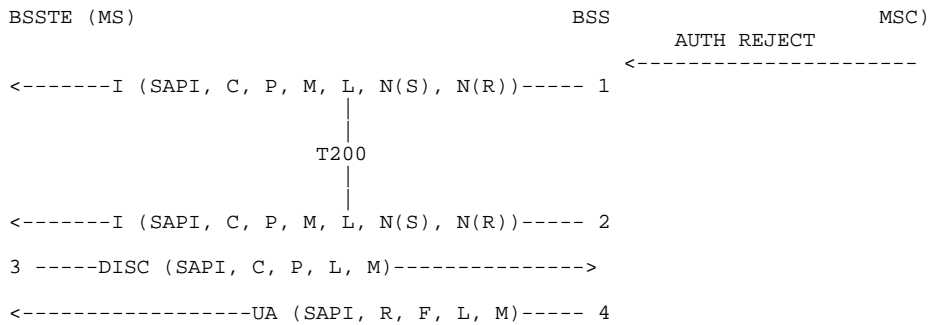 BSSTE (MS) BSS MSC)
AUTH REJECT
<----------------------
<-------I (SAPI, C, P, M, L, N(S), N(R))----- 1
|
|
T200
|
|
<-------I (SAPI, C, P, M, L, N(S), N(R))----- 2
3 -----DISC (SAPI, C, P, L, M)--------------->
<------------------UA (SAPI, R, F, L, M)----- 4